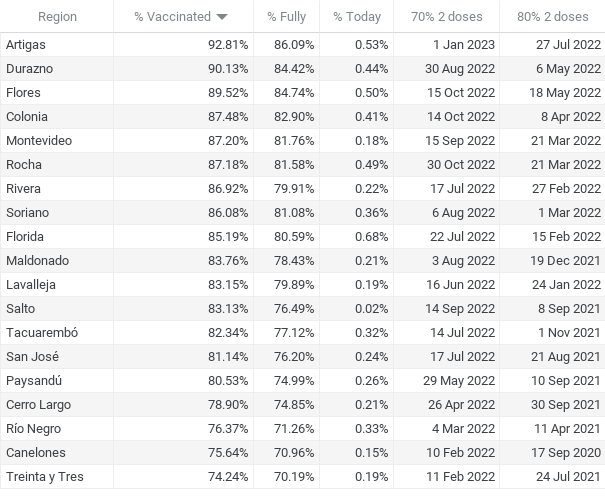 Region % Vaccinated % Fully % Today 70% 2 doses 80% 2 doses
Artigas 92.81% 86.09% 0.53% 1 Jan 2023 27 Jul 2022
Durazno 90.13% 84.42% 0.44% 30 Aug 2022 6 May 2022
Flores 89.52% 84.74% 0.50% 15 Oct 2022 18 May 2022
Colonia 87.48% 82.90% 0.41% 14 Oct 2022 8 Apr 2022
Montevideo 87.20% 81.76% 0.18% 15 Sep 2022 21 Mar 2022
Rocha 87.18% 81.58% 0.49% 30 Oct 2022 21 Mar 2022
Rivera 86.92% 79.91% 0.22% 17 Jul 2022 27 Feb 2022
Soriano 86.08% 81.08% 0.36% 6 Aug 2022 1 Mar 2022
Florida 85.19% 80.59% 0.68% 22 Jul 2022 15 Feb 2022
Maldonado 83.76% 78.43% 0.21% 3 Aug 2022 19 Dec 2021
Lavalleja 83.15% 79.89% 0.19% 16 Jun 2022 24 Jan 2022
Salto 83.13% 76.49% 0.02% 14 Sep 2022 8 Sep 2021
Tacuarembó 82.34% 77.12% 0.32% 14 Jul 2022 1 Nov 2021
San José 81.14% 76.20% 0.24% 17 Jul 2022 21 Aug 2021
Paysandú 80.53% 74.99% 0.26% 29 May 2022 10 Sep 2021
Cerro Largo 78.90% 74.85% 0.21% 26 Apr 2022 30 Sep 2021
Río Negro 76.37% 71.26% 0.33% 4 Mar 2022 11 Apr 2021
Canelones 75.64% 70.96% 0.15% 10 Feb 2022 17 Sep 2020
Treinta y Tres 74.24% 70.19% 0.19% 11 Feb 2022 24 Jul 2021